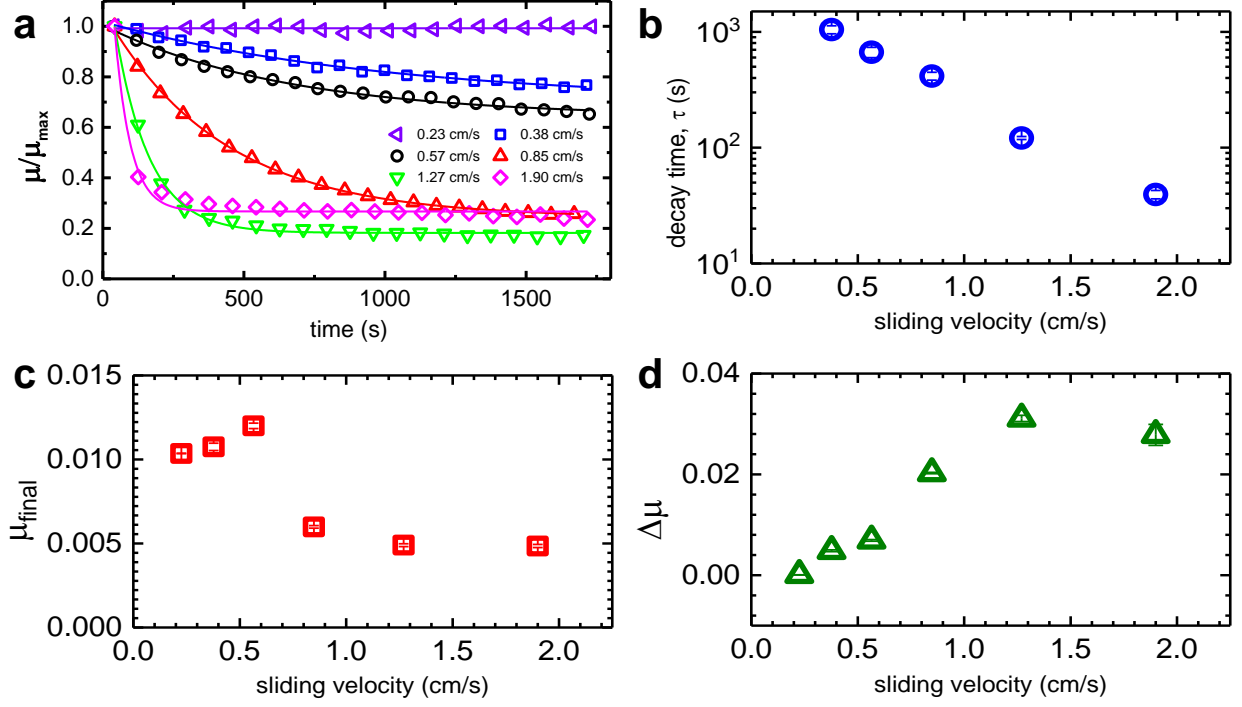 a
1.0
0.8
0.6
0.4
0.2
0.0
μ/μmax
0.23 cm/s
0.38 cm/s
0.57 cm/s
0.85 cm/s
1.27 cm/s
1.90 cm/s
0
500
1000
1500
time (s)
b
10³
10²
10¹
decay time, τ (s)
0.0
0.5
1.0
1.5
2.0
sliding velocity (cm/s)
c
0.015
0.010
0.005
0.000
μfinal
0.0
0.5
1.0
1.5
2.0
sliding velocity (cm/s)
d
0.04
0.02
0.00
Δμ
0.0
0.5
1.0
1.5
2.0
sliding velocity (cm/s)